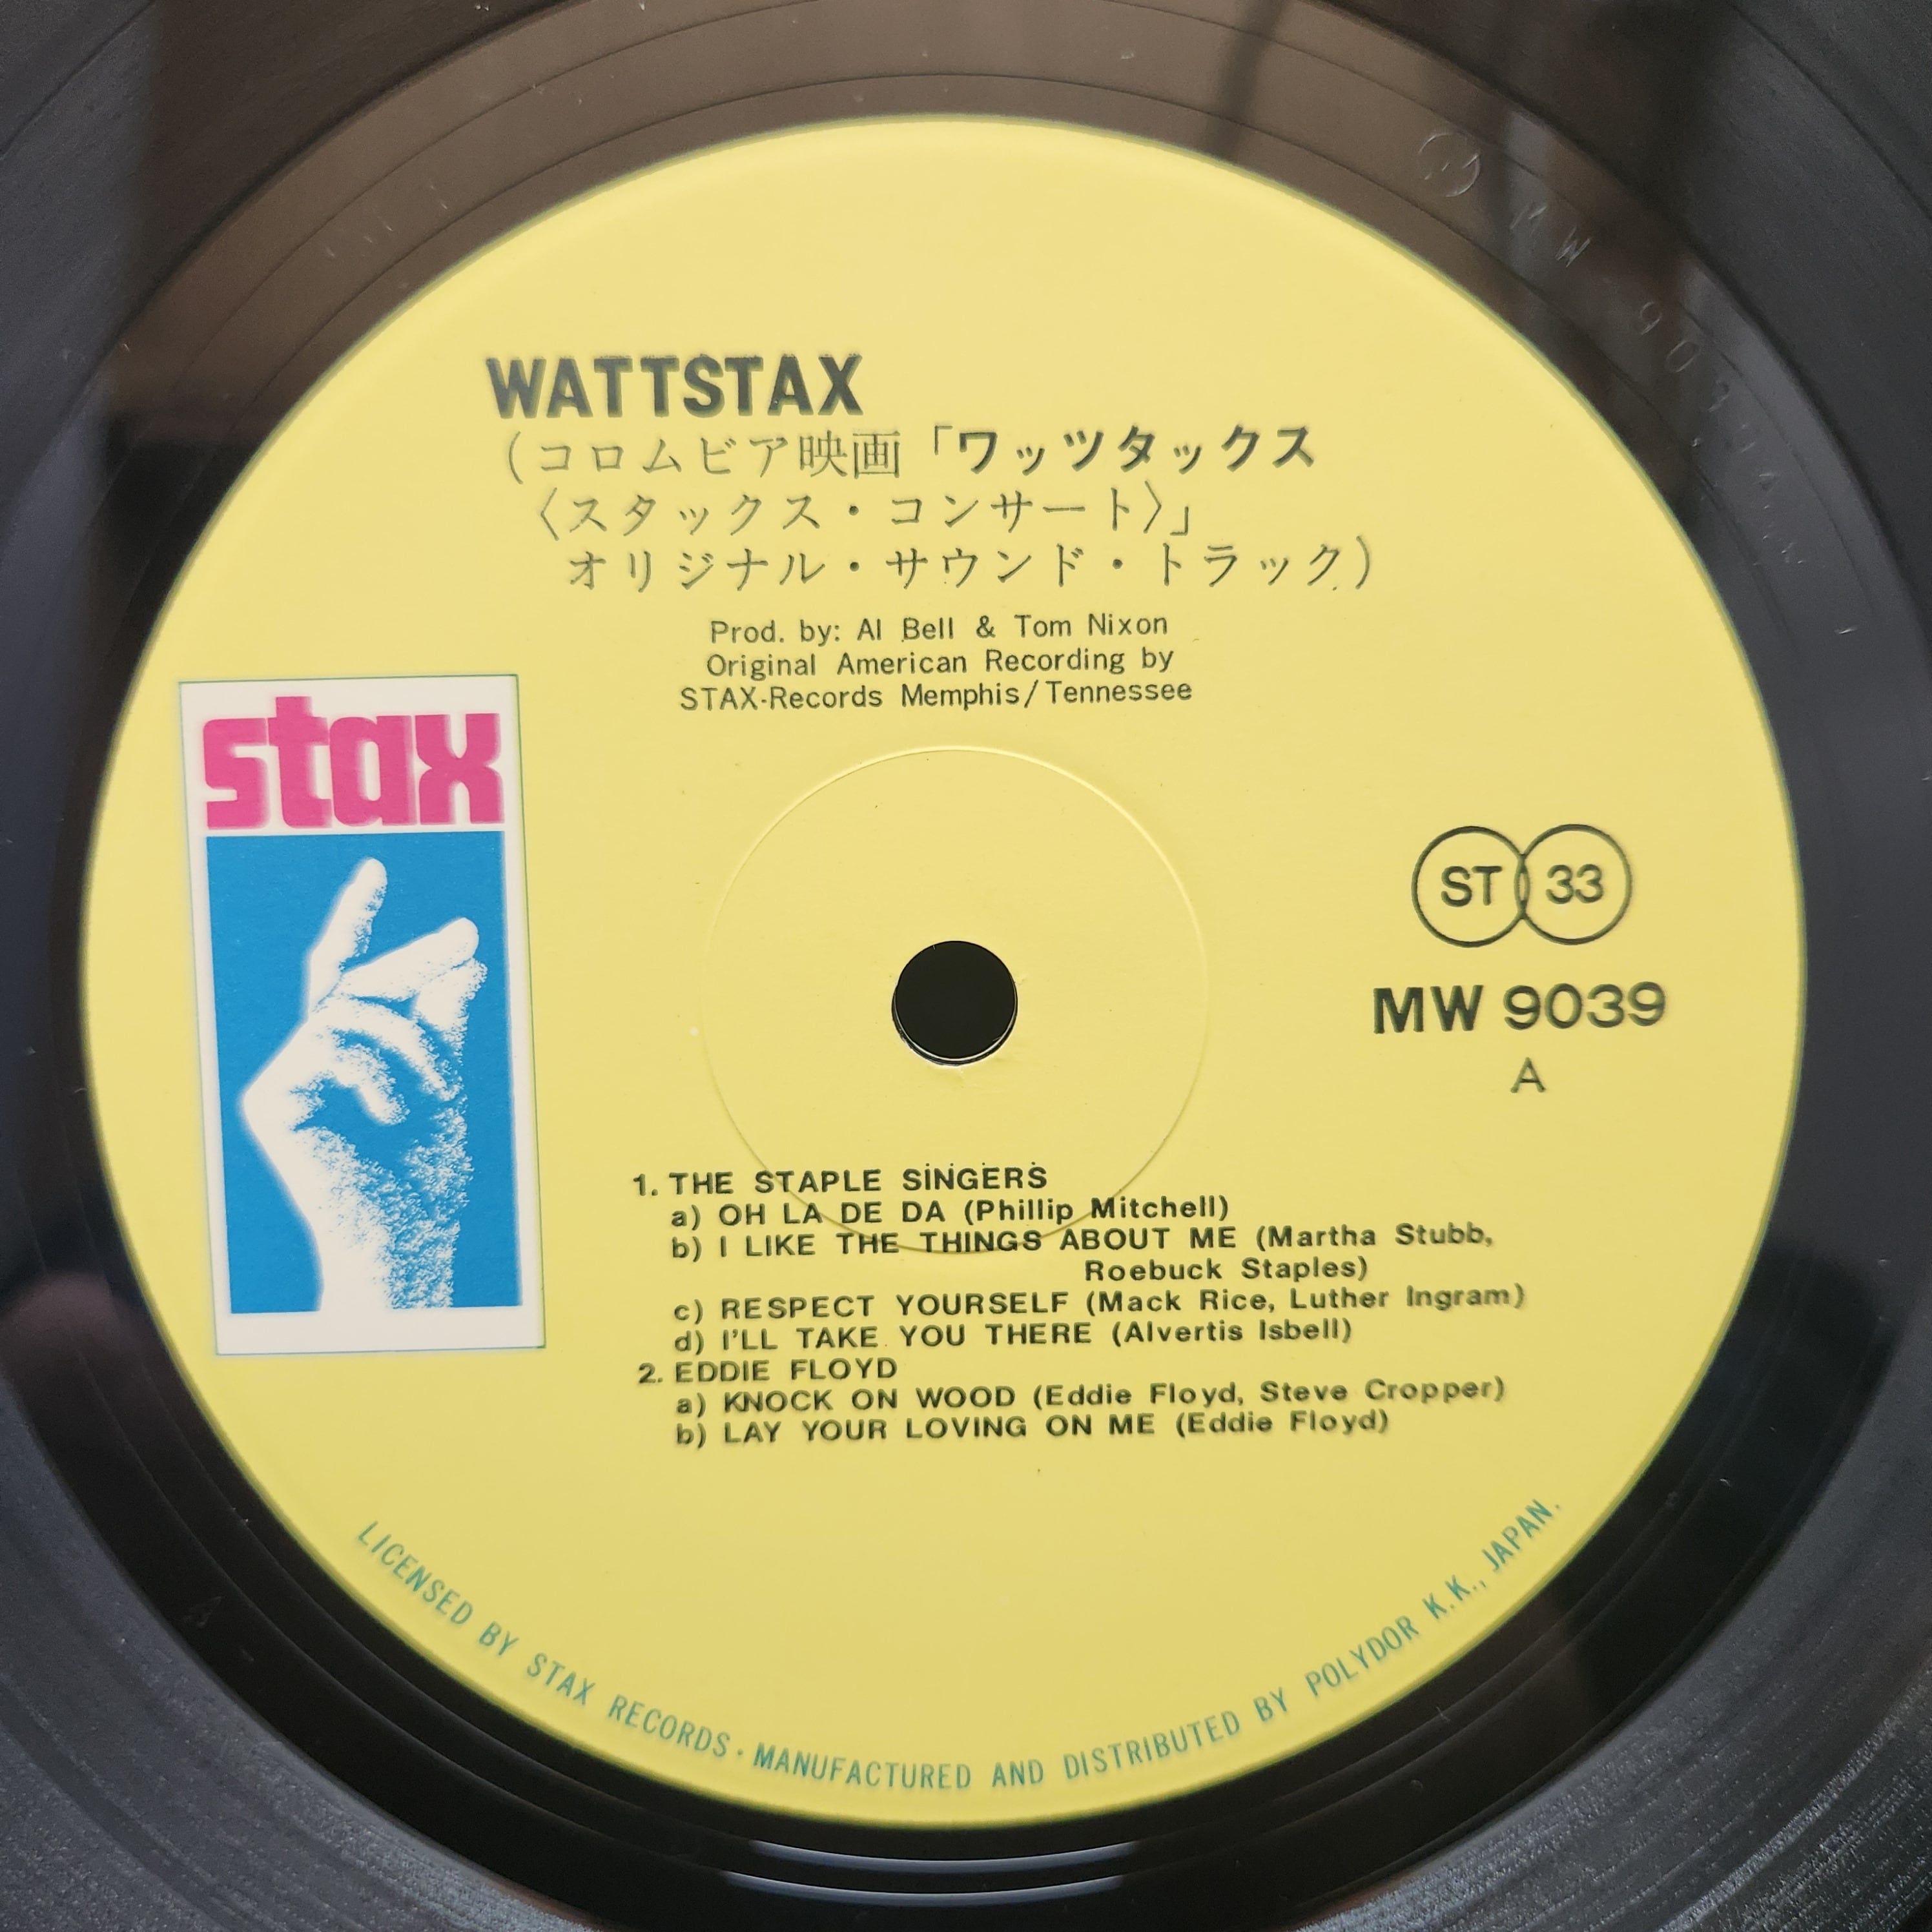 WATTSTAX
(コロムビア映画「ワッツタックス
〈スタックス・コンサート〉」
オリジナル・サウンド・トラック)
Prod. by: Al Bell & Tom Nixon
Original American Recording by
STAX-Records Memphis/Tennessee
stax
ST 33
MW 9039
A
1. THE STAPLE SINGERS
a) OH LA DE DA (Phillip Mitchell)
b) I LIKE THE THINGS ABOUT ME (Martha Stubb,
Roebuck Staples)
c) RESPECT YOURSELF (Mack Rice, Luther Ingram)
d) I'LL TAKE YOU THERE (Alvertis Isbell)
2. EDDIE FLOYD
a) KNOCK ON WOOD (Eddie Floyd, Steve Cropper)
b) LAY YOUR LOVING ON ME (Eddie Floyd)
LICENSED BY STAX RECORDS · MANUFACTURED AND DISTRIBUTED BY POLYDOR K.K., JAPAN.